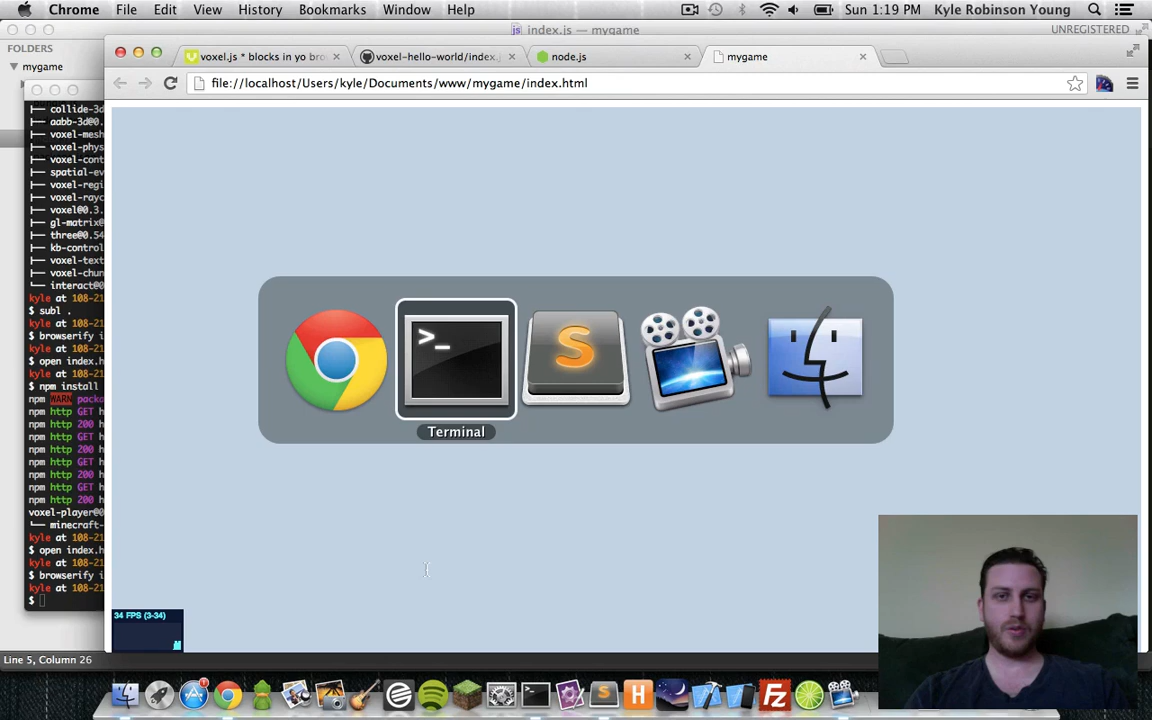 Chrome File Edit View History Bookmarks Window Help Sun 1:19 PM Kyle Robinson Young
index.js — mygame UNREGISTERED
FOLDERS
mygame
voxel.js * blocks in yo bro voxel-hello-world/index.j node.js mygame
file://localhost/Users/kyle/Documents/www/mygame/index.html
collide-3d
aabb-3d@0.
voxel-mesh
voxel-phys
voxel-cont
spatial-ev
voxel-regi
voxel-rayc
voxel@0.3.
gl-matrix@
three@0.54
kb-control
voxel-text
voxel-chun
interact@0
kyle at 108-21
$ subl .
kyle at 108-21
$ browserify i
kyle at 108-21
$ open index.h
kyle at 108-21
$ npm install
npm WARN packa
npm http GET h
npm http 200 h
npm http GET h
npm http 200 h
npm http GET h
npm http 200 h
npm http GET h
npm http 200 h
voxel-player@0
minecraft-
kyle at 108-21
$ open index.h
kyle at 108-21
$ browserify i
kyle at 108-21
$
>_
S
Terminal
34 FPS (3-34)
Line 5, Column 26